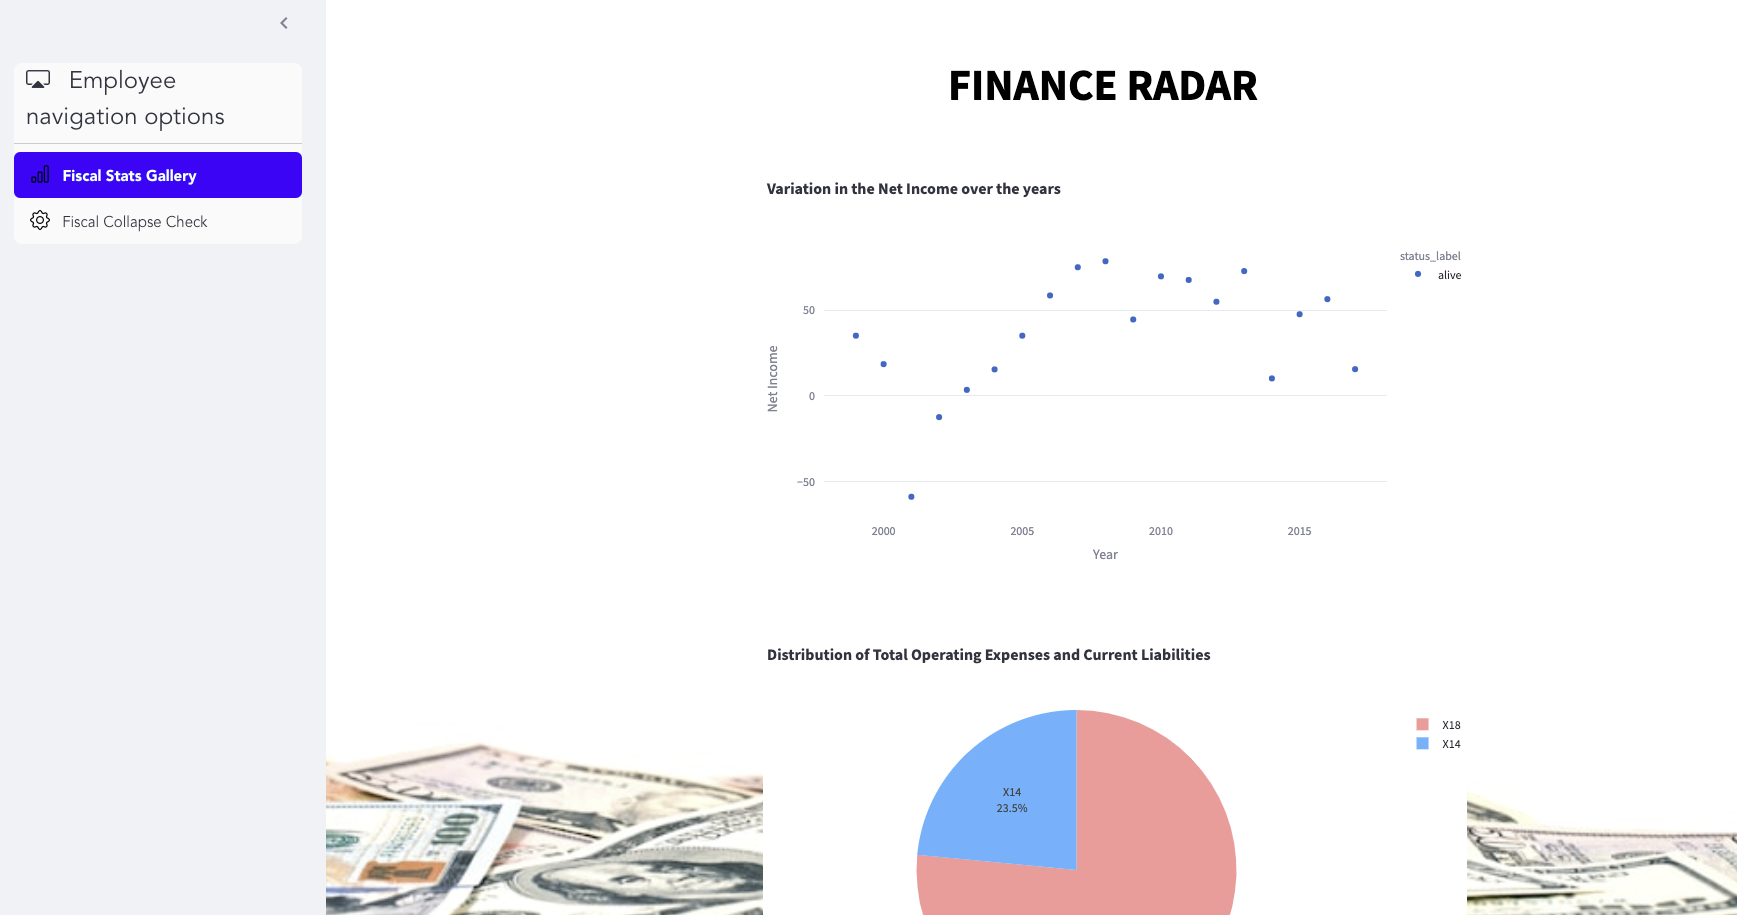 Employee
navigation options
Fiscal Stats Gallery
Fiscal Collapse Check
FINANCE RADAR
Variation in the Net Income over the years
status_label
alive
50
0
−50
Net Income
2000 2005 2010 2015
Year
Distribution of Total Operating Expenses and Current Liabilities
X18
X14
X14
23.5%
100